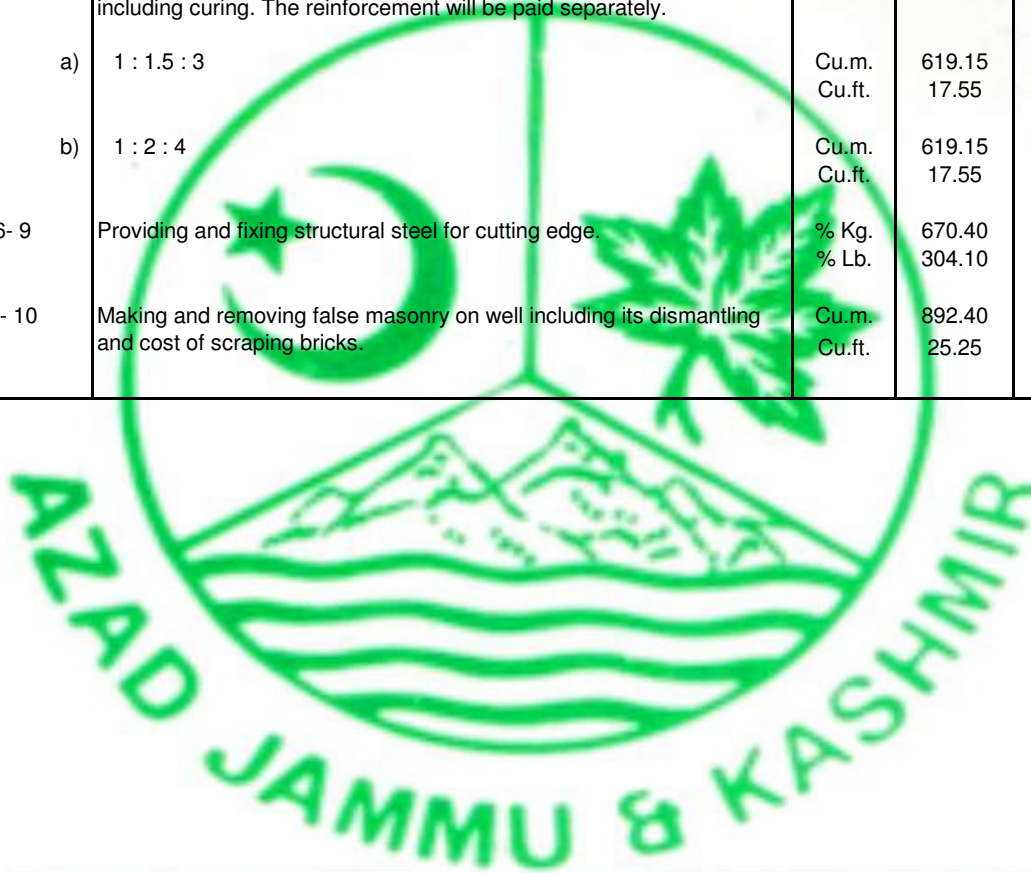 including curing. The reinforcement will be paid separately.
a) 1 : 1.5 : 3 Cu.m. 619.15
Cu.ft. 17.55
b) 1 : 2 : 4 Cu.m. 619.15
Cu.ft. 17.55
6- 9 Providing and fixing structural steel for cutting edge. % Kg. 670.40
% Lb. 304.10
- 10 Making and removing false masonry on well including its dismantling Cu.m. 892.40
and cost of scraping bricks. Cu.ft. 25.25
AZAD JAMMU & KASHMIR